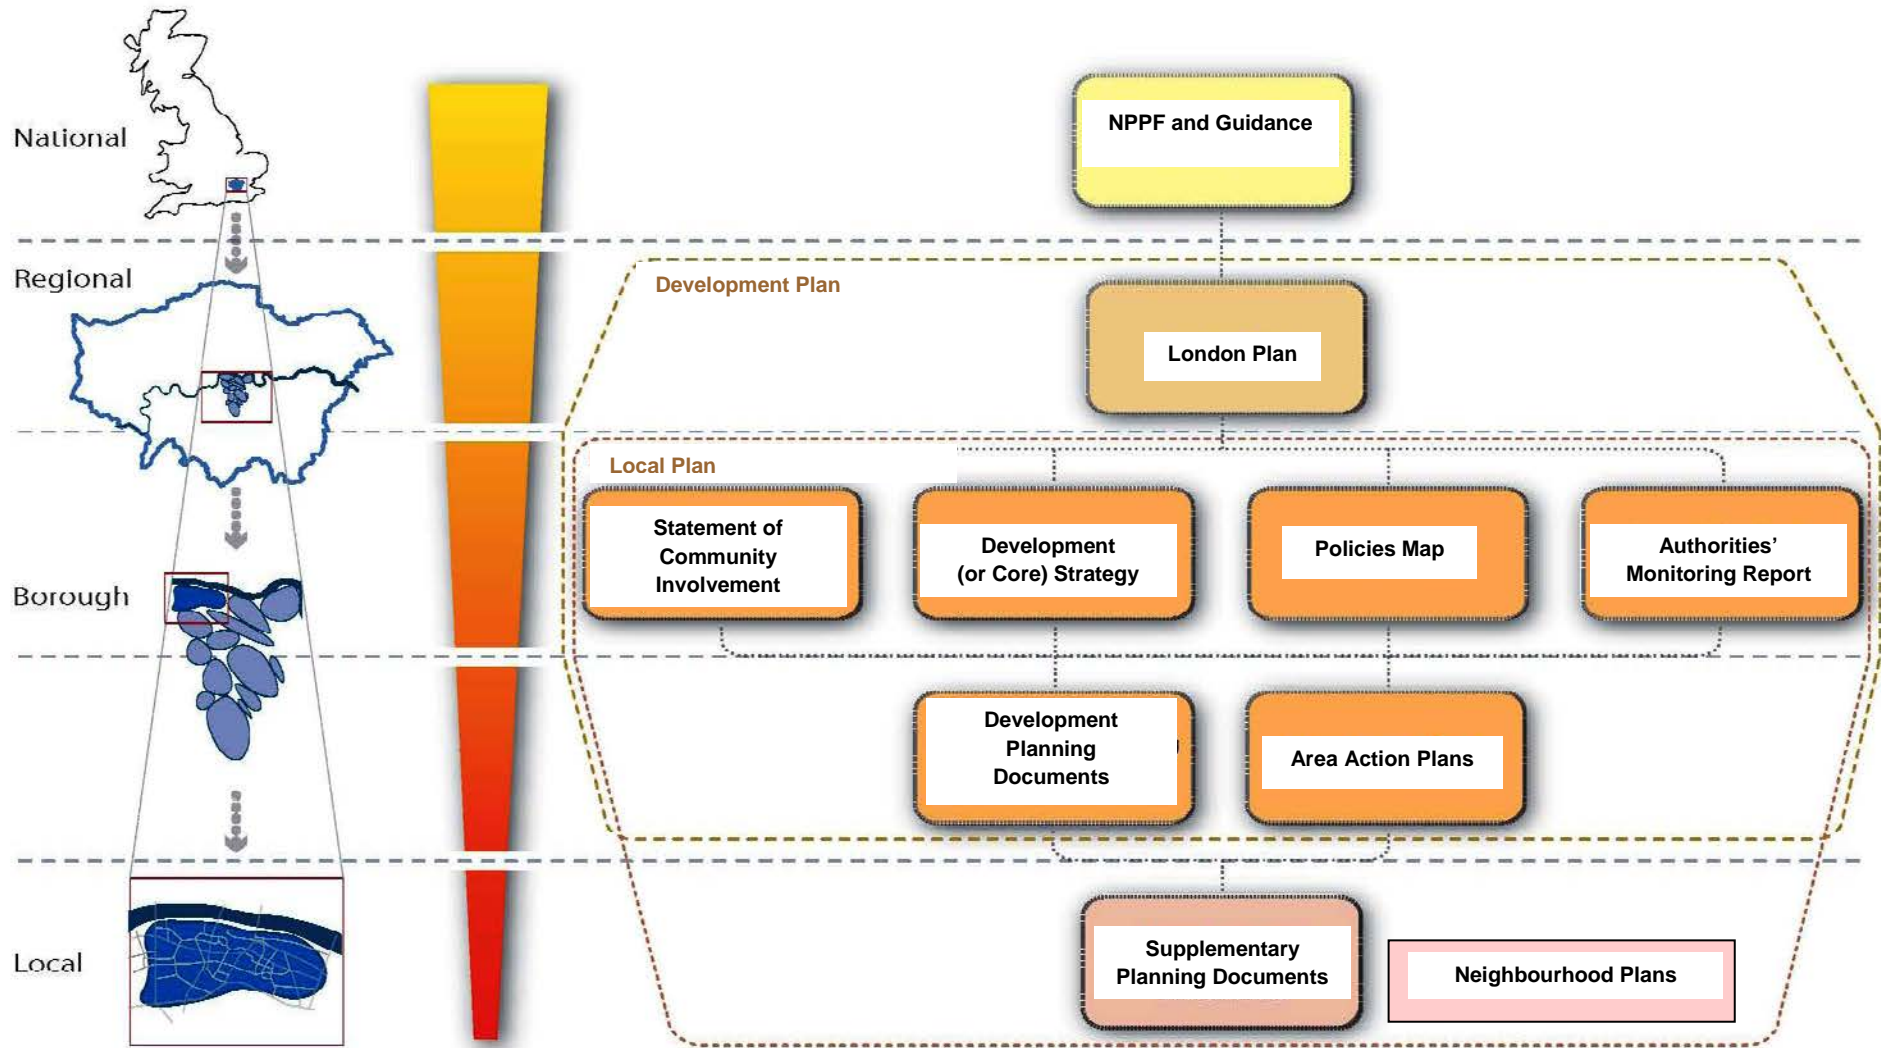 National
NPPF and Guidance
Regional
Development Plan
London Plan
Local Plan
Statement of
Community
Involvement
Development
(or Core) Strategy
Policies Map
Authorities’
Monitoring Report
Borough
Development
Planning
Documents
Area Action Plans
Local
Supplementary
Planning Documents
Neighbourhood Plans